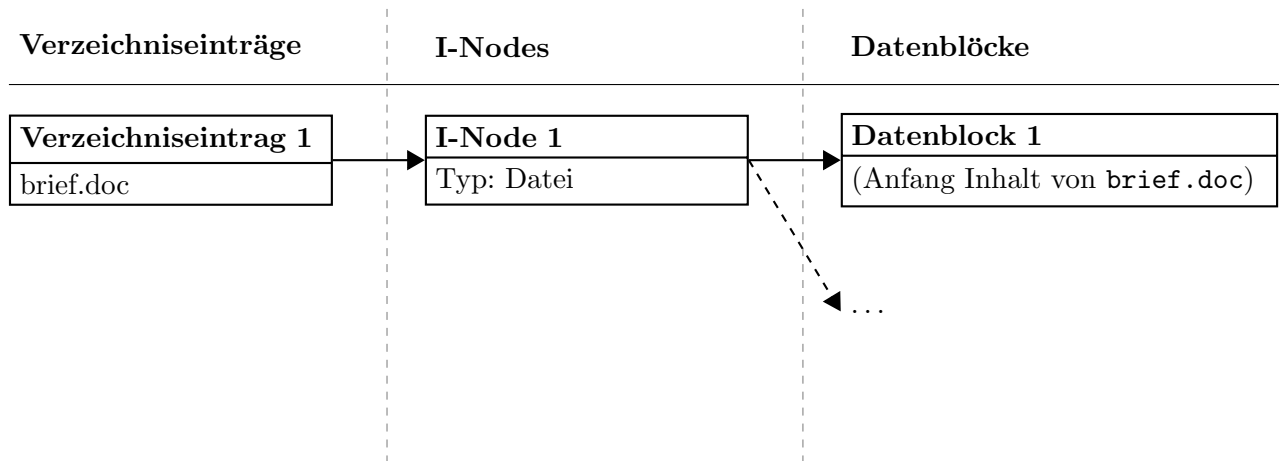 Verzeichniseinträge I-Nodes Datenblöcke
Verzeichniseintrag 1 I-Node 1 Datenblock 1
brief.doc Typ: Datei (Anfang Inhalt von brief.doc)
...